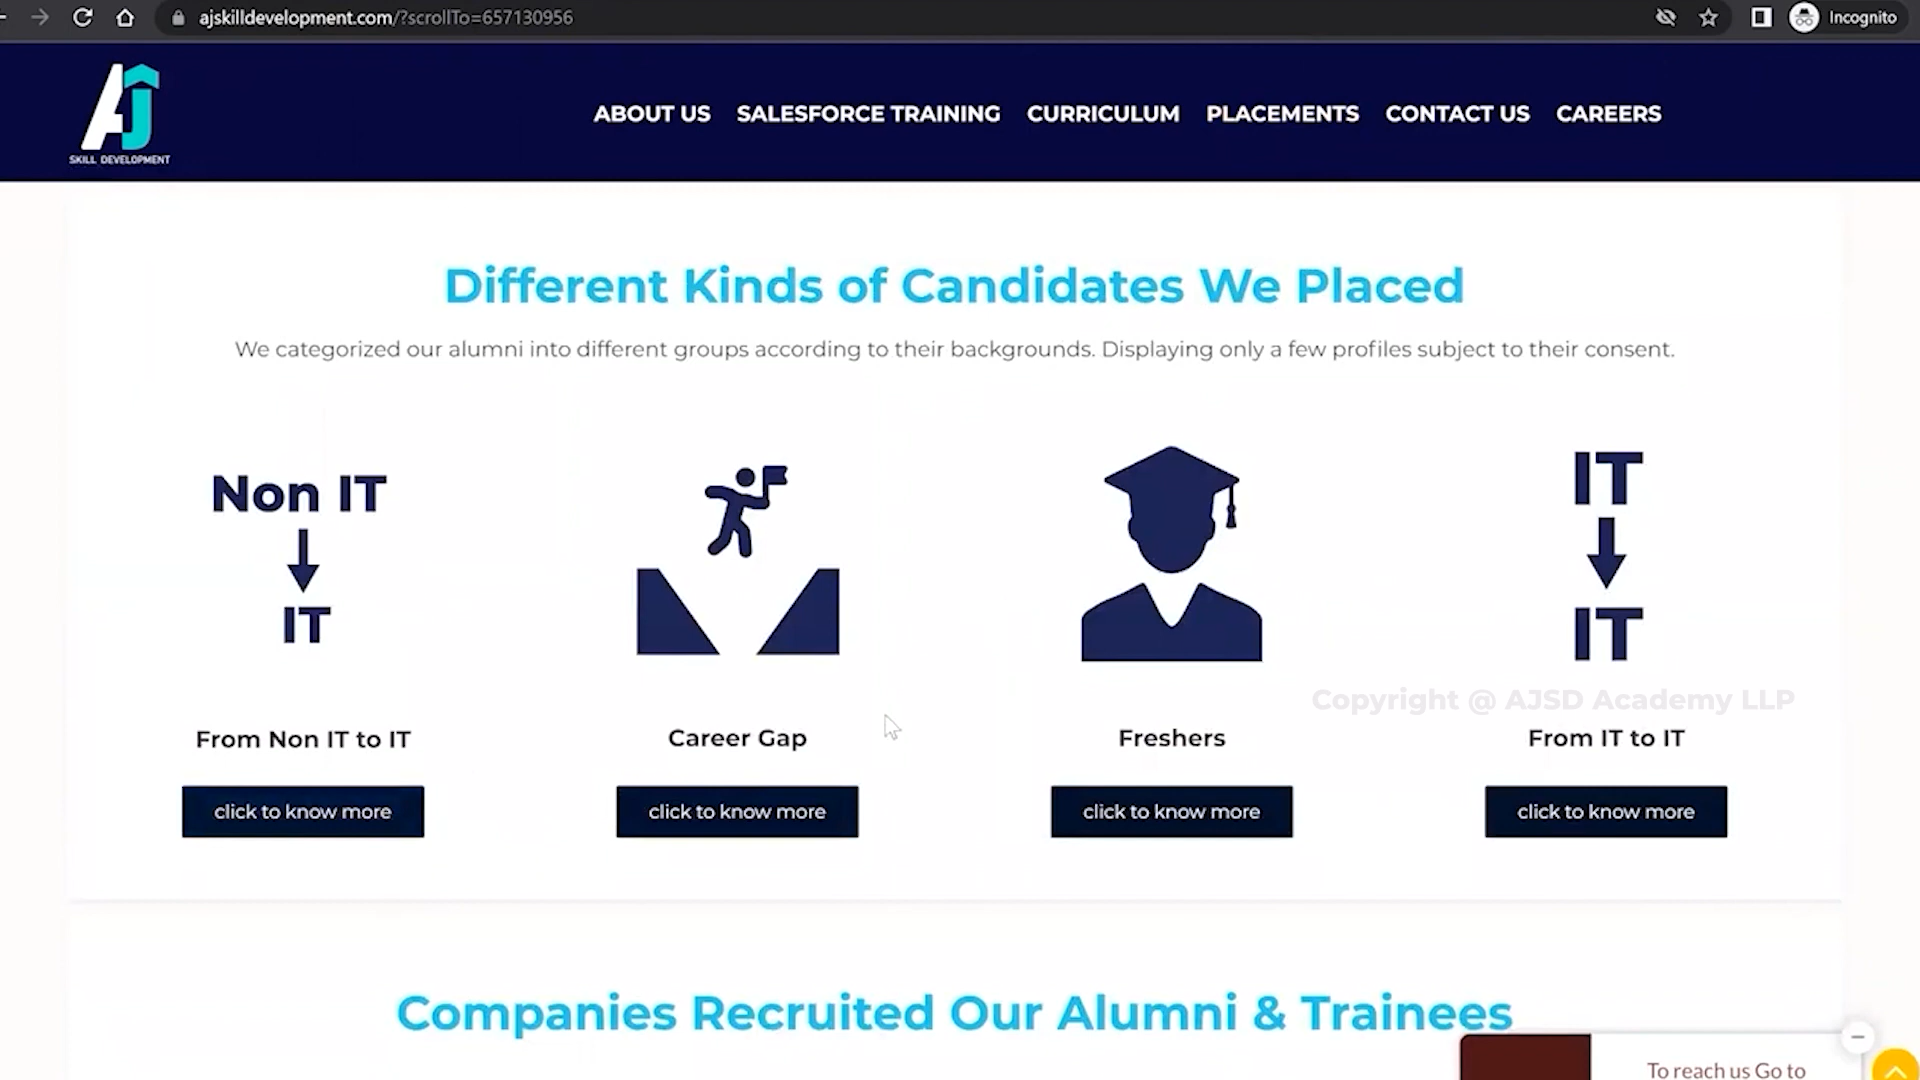 ajskilldevelopment.com/?scrollTo=657130956
Incognito
AJ
SKILL DEVELOPMENT
ABOUT US SALESFORCE TRAINING CURRICULUM PLACEMENTS CONTACT US CAREERS
Different Kinds of Candidates We Placed
We categorized our alumni into different groups according to their backgrounds. Displaying only a few profiles subject to their consent.
Non IT
IT
IT
IT
Copyright @ AJSD Academy LLP
From Non IT to IT
Career Gap
Freshers
From IT to IT
click to know more
click to know more
click to know more
click to know more
Companies Recruited Our Alumni & Trainees
To reach us Go to